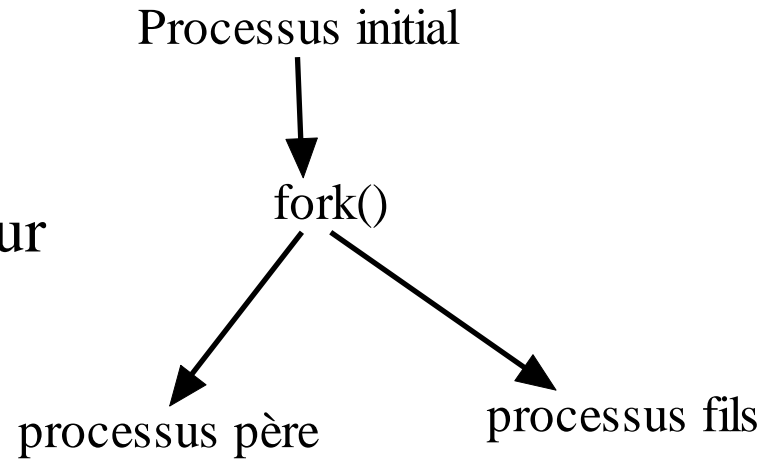 Processus initial
fork()
ur
processus père
processus fils